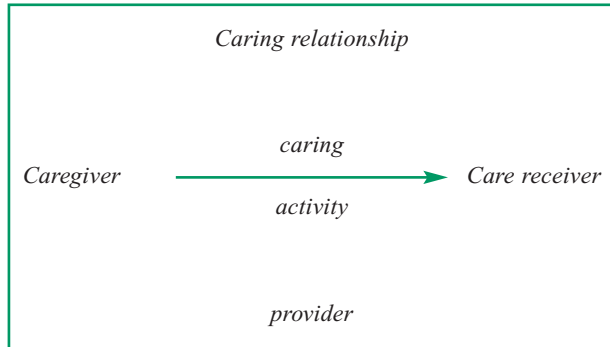 Caring relationship
caring
Caregiver
Care receiver
activity
provider